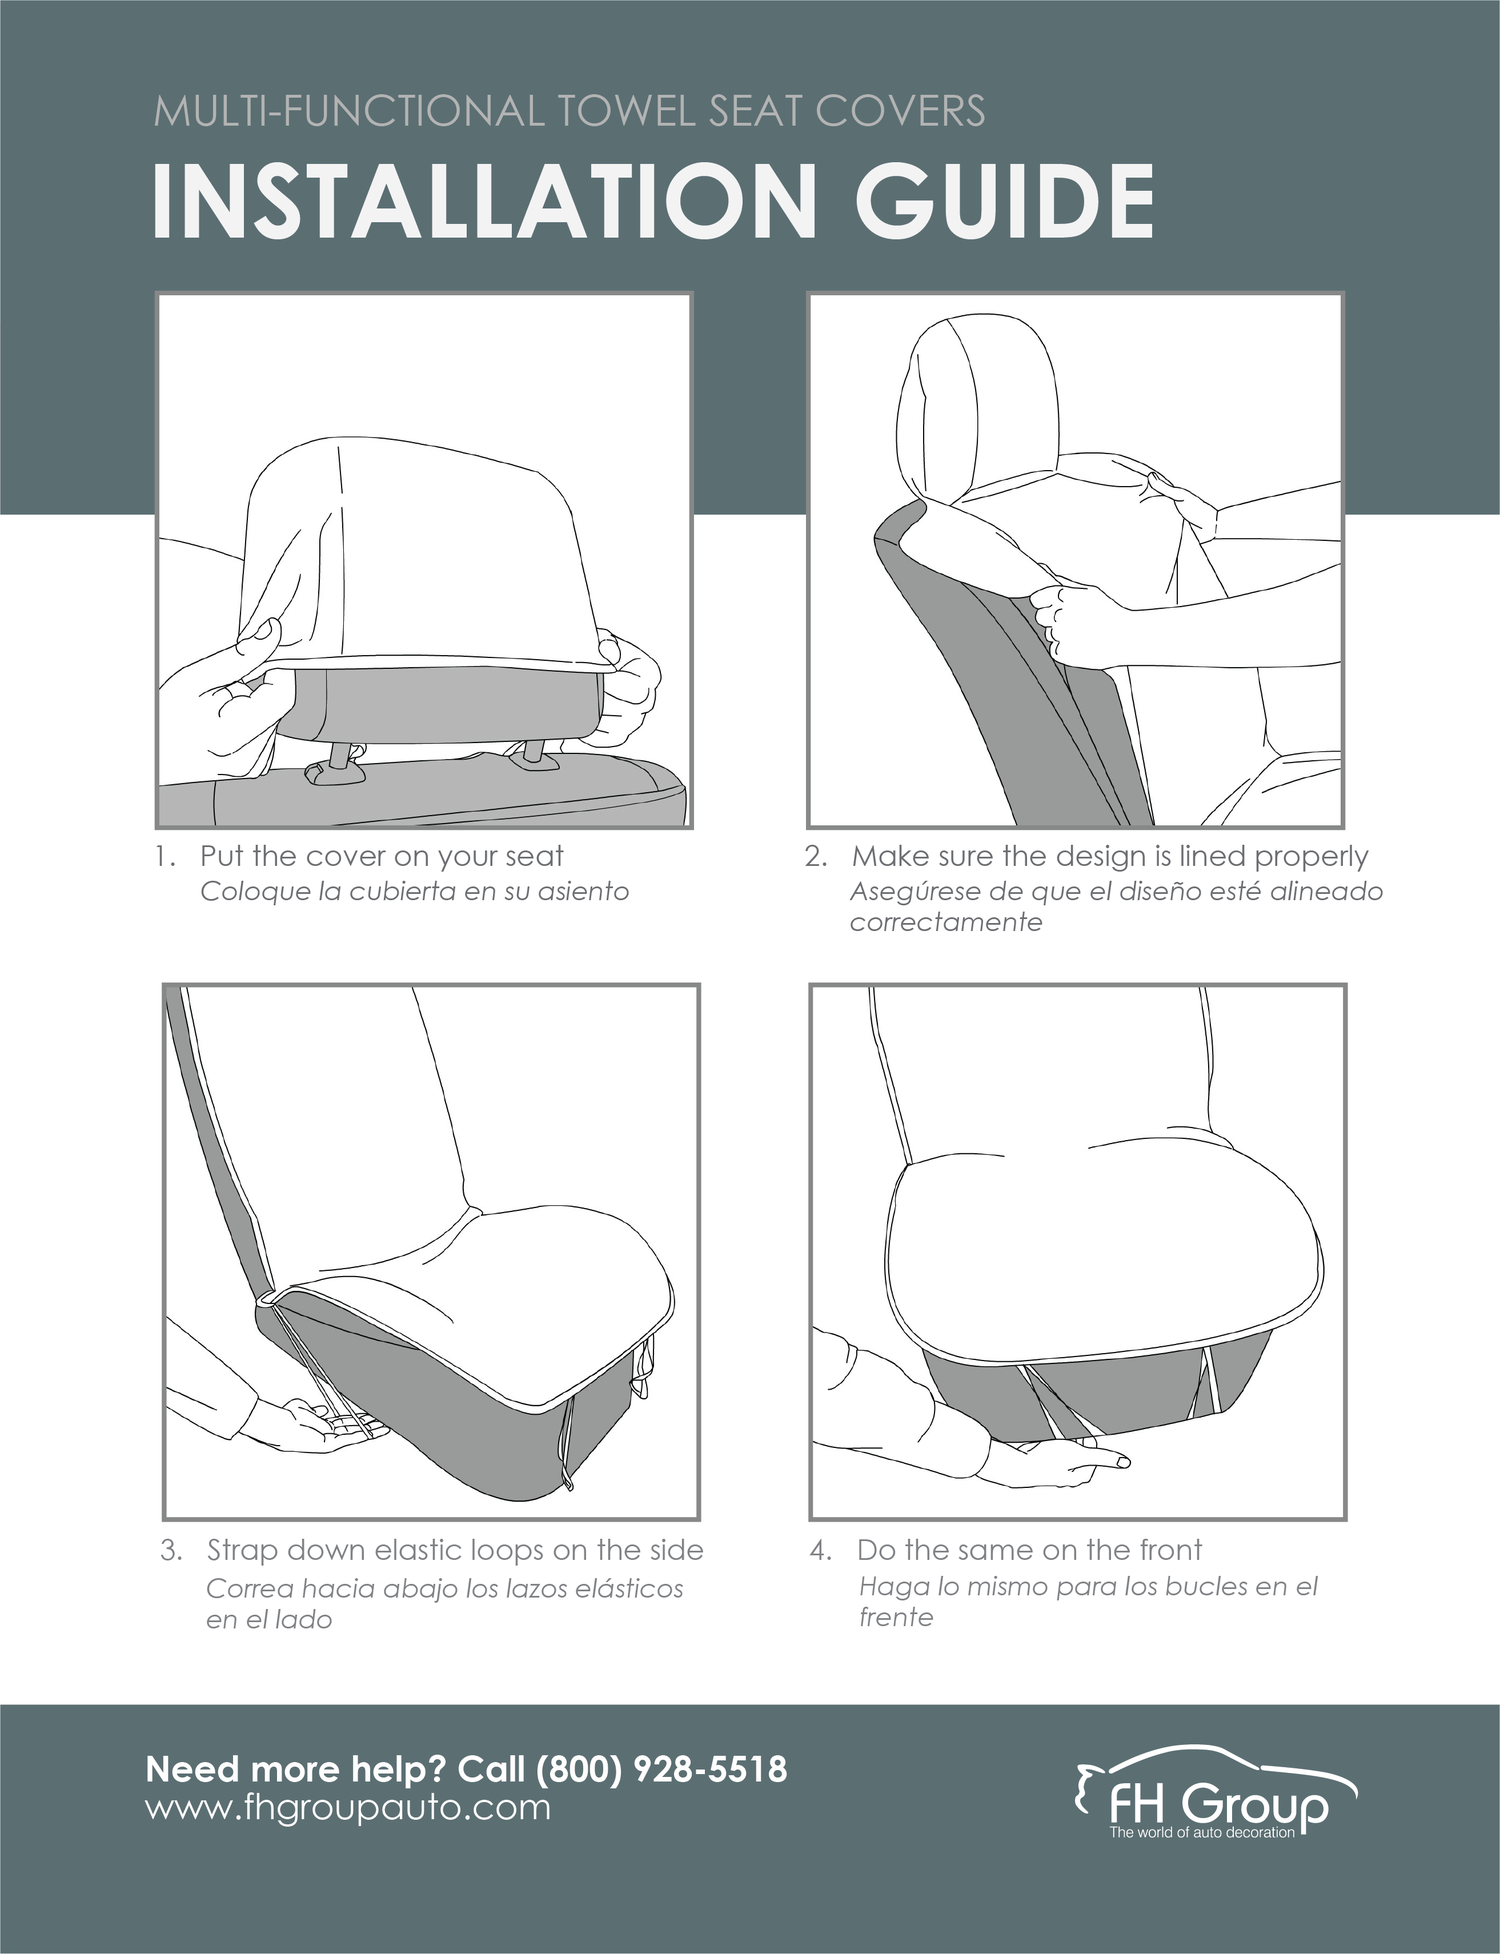 MULTI-FUNCTIONAL TOWEL SEAT COVERS
INSTALLATION GUIDE
1. Put the cover on your seat
Coloque la cubierta en su asiento
2. Make sure the design is lined properly
Asegúrese de que el diseño esté alineado
correctamente
3. Strap down elastic loops on the side
Correa hacia abajo los lazos elásticos
en el lado
4. Do the same on the front
Haga lo mismo para los bucles en el
frente
Need more help? Call (800) 928-5518
www.fhgroupauto.com
FH Group
The world of auto decoration